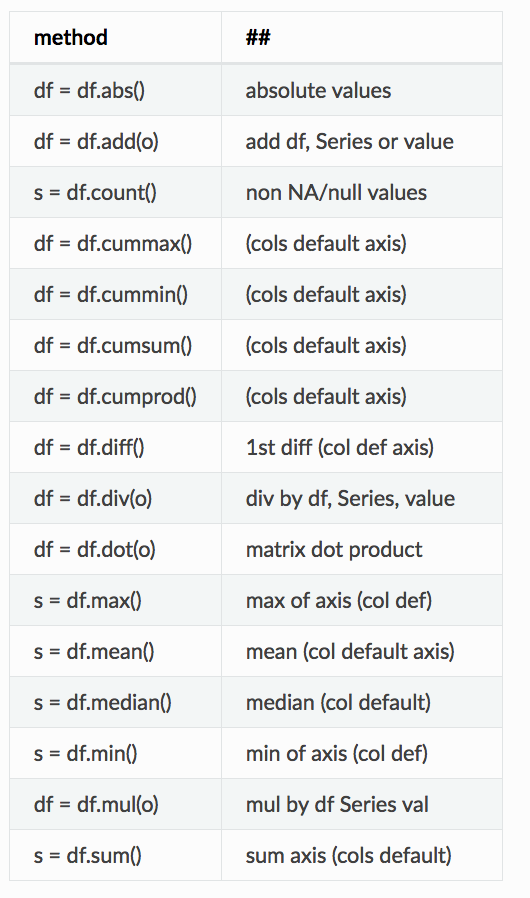 method ##
df = df.abs() absolute values
df = df.add(o) add df, Series or value
s = df.count() non NA/null values
df = df.cummax() (cols default axis)
df = df.cummin() (cols default axis)
df = df.cumsum() (cols default axis)
df = df.cumprod() (cols default axis)
df = df.diff() 1st diff (col def axis)
df = df.div(o) div by df, Series, value
df = df.dot(o) matrix dot product
s = df.max() max of axis (col def)
s = df.mean() mean (col default axis)
s = df.median() median (col default)
s = df.min() min of axis (col def)
df = df.mul(o) mul by df Series val
s = df.sum() sum axis (cols default)